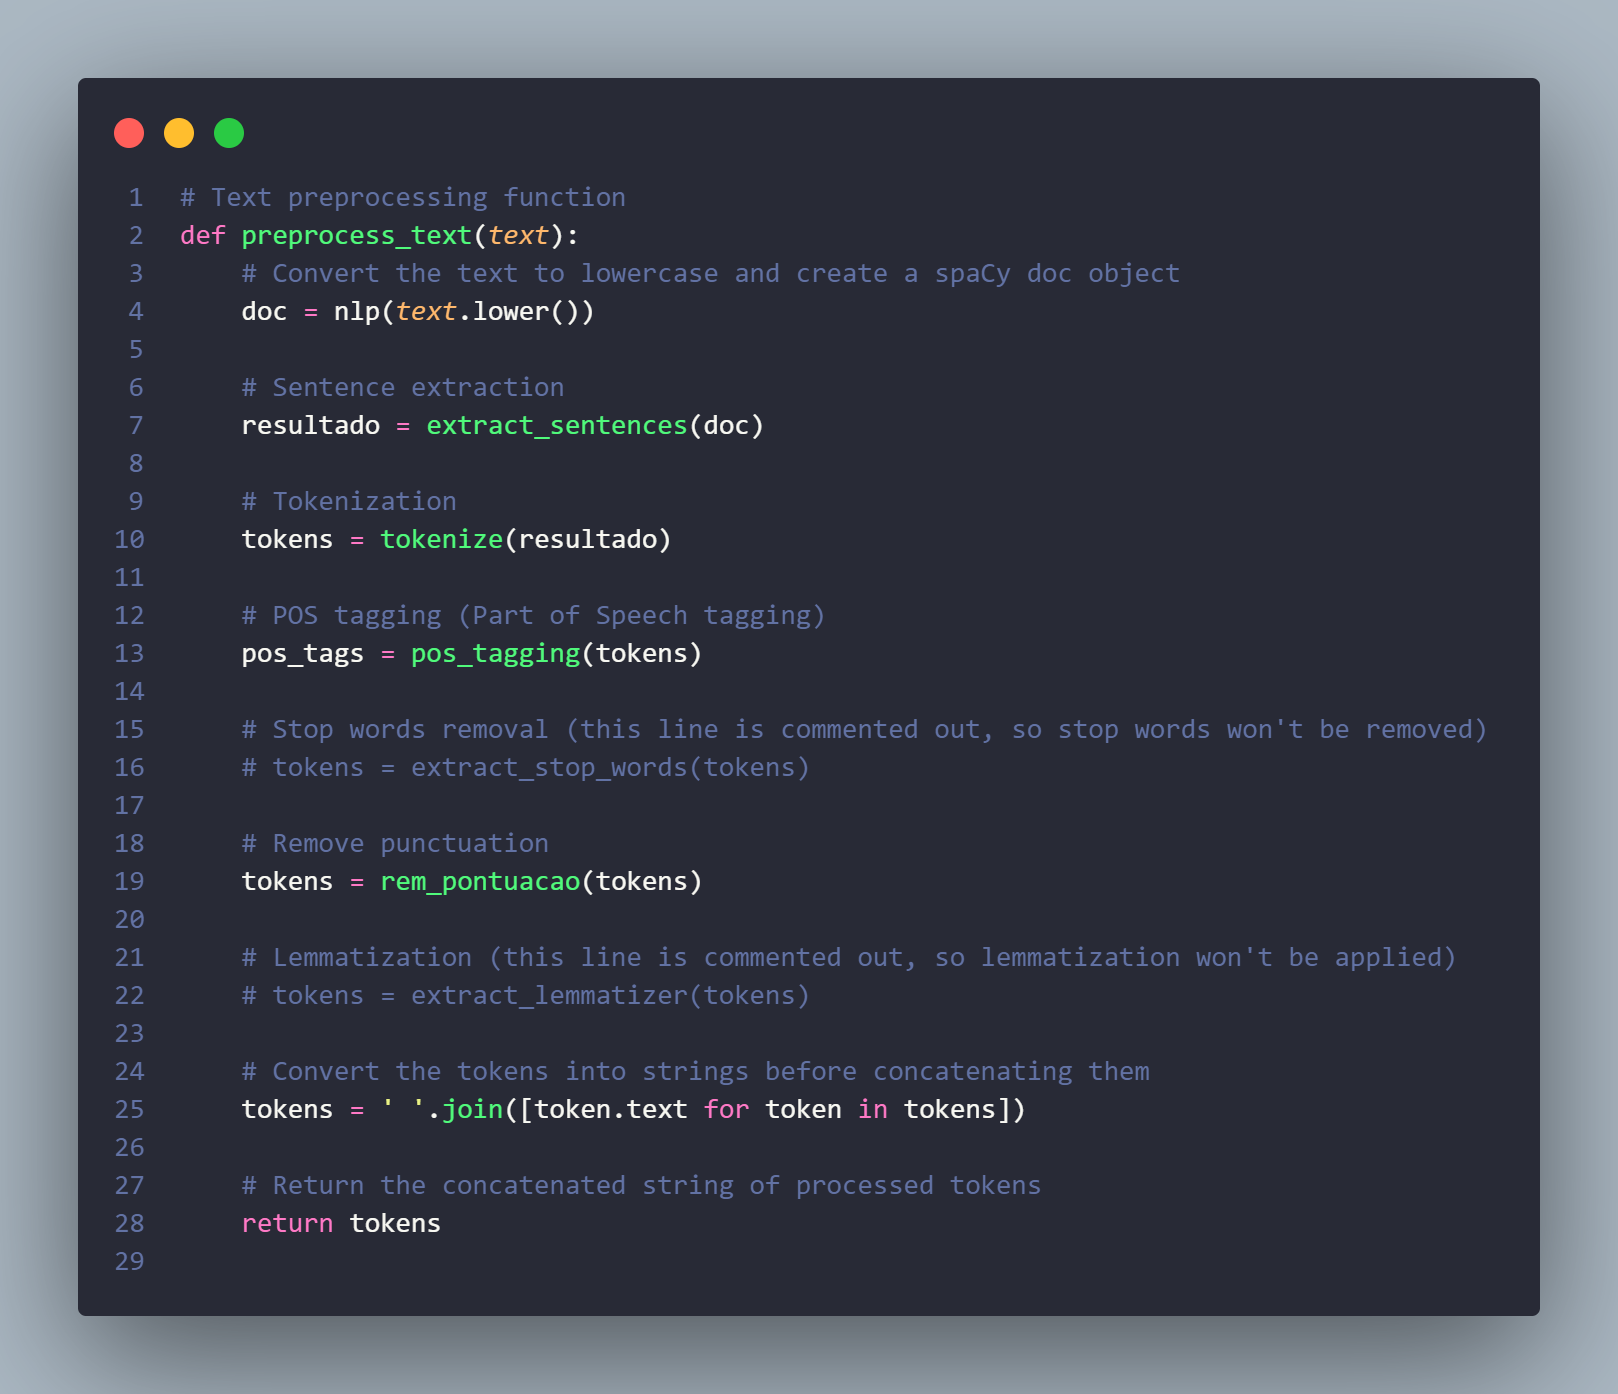 1 # Text preprocessing function
2 def preprocess_text(text):
3     # Convert the text to lowercase and create a spaCy doc object
4     doc = nlp(text.lower())
5
6     # Sentence extraction
7     resultado = extract_sentences(doc)
8
9     # Tokenization
10     tokens = tokenize(resultado)
11
12     # POS tagging (Part of Speech tagging)
13     pos_tags = pos_tagging(tokens)
14
15     # Stop words removal (this line is commented out, so stop words won't be removed)
16     # tokens = extract_stop_words(tokens)
17
18     # Remove punctuation
19     tokens = rem_pontuacao(tokens)
20
21     # Lemmatization (this line is commented out, so lemmatization won't be applied)
22     # tokens = extract_lemmatizer(tokens)
23
24     # Convert the tokens into strings before concatenating them
25     tokens = ' '.join([token.text for token in tokens])
26
27     # Return the concatenated string of processed tokens
28     return tokens
29